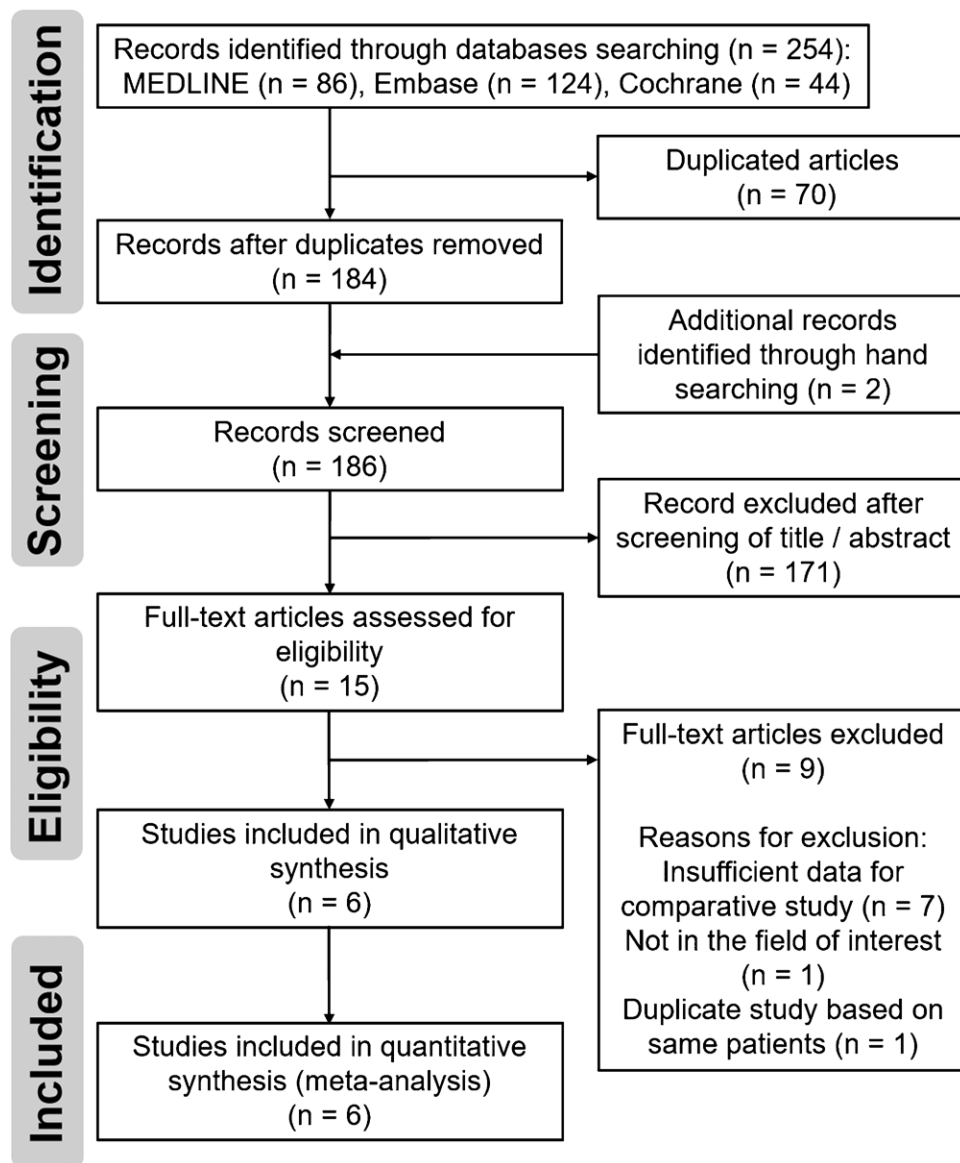 Identification
Records identified through databases searching (n = 254):
MEDLINE (n = 86), Embase (n = 124), Cochrane (n = 44)
Duplicated articles
(n = 70)
Records after duplicates removed
(n = 184)
Screening
Additional records
identified through hand
searching (n = 2)
Records screened
(n = 186)
Record excluded after
screening of title / abstract
(n = 171)
Eligibility
Full-text articles assessed for
eligibility
(n = 15)
Full-text articles excluded
(n = 9)
Reasons for exclusion:
Insufficient data for
comparative study (n = 7)
Not in the field of interest
(n = 1)
Duplicate study based on
same patients (n = 1)
Studies included in qualitative
synthesis
(n = 6)
Included
Studies included in quantitative
synthesis (meta-analysis)
(n = 6)